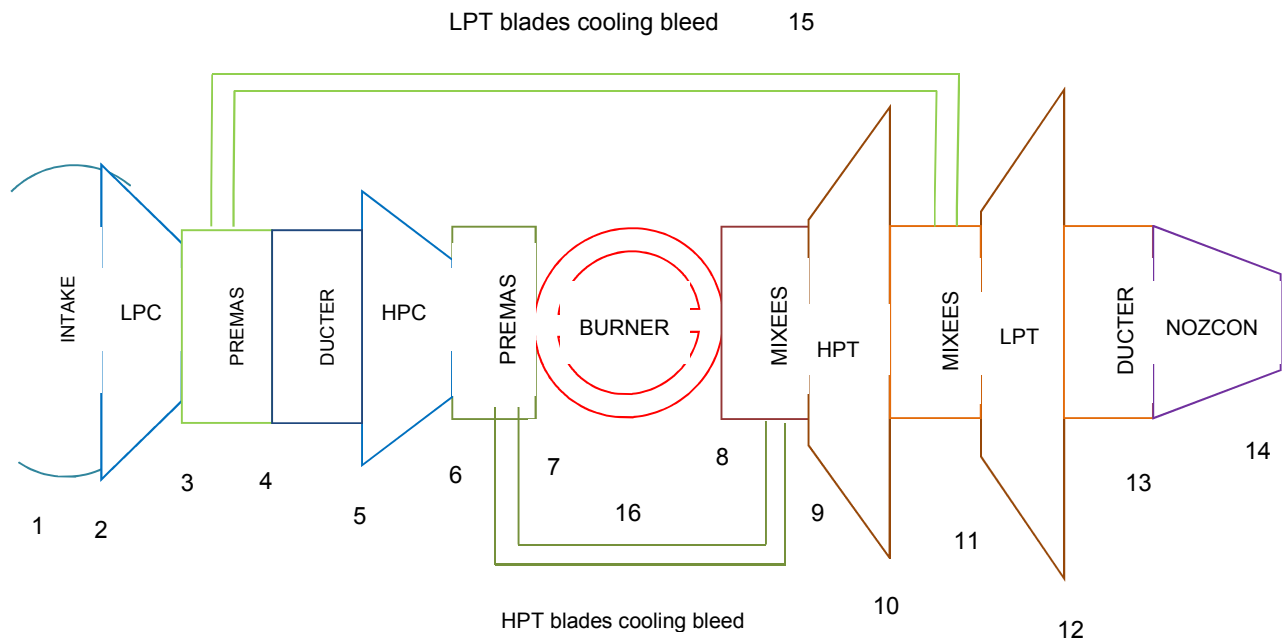 LPT blades cooling bleed 15
INTAKE
LPC
PREMAS
DUCTER
HPC
PREMAS
BURNER
MIXEES
HPT
MIXEES
LPT
DUCTER
NOZCON
1
2
3
4
5
6
7
16
8
9
10
11
12
13
14
HPT blades cooling bleed